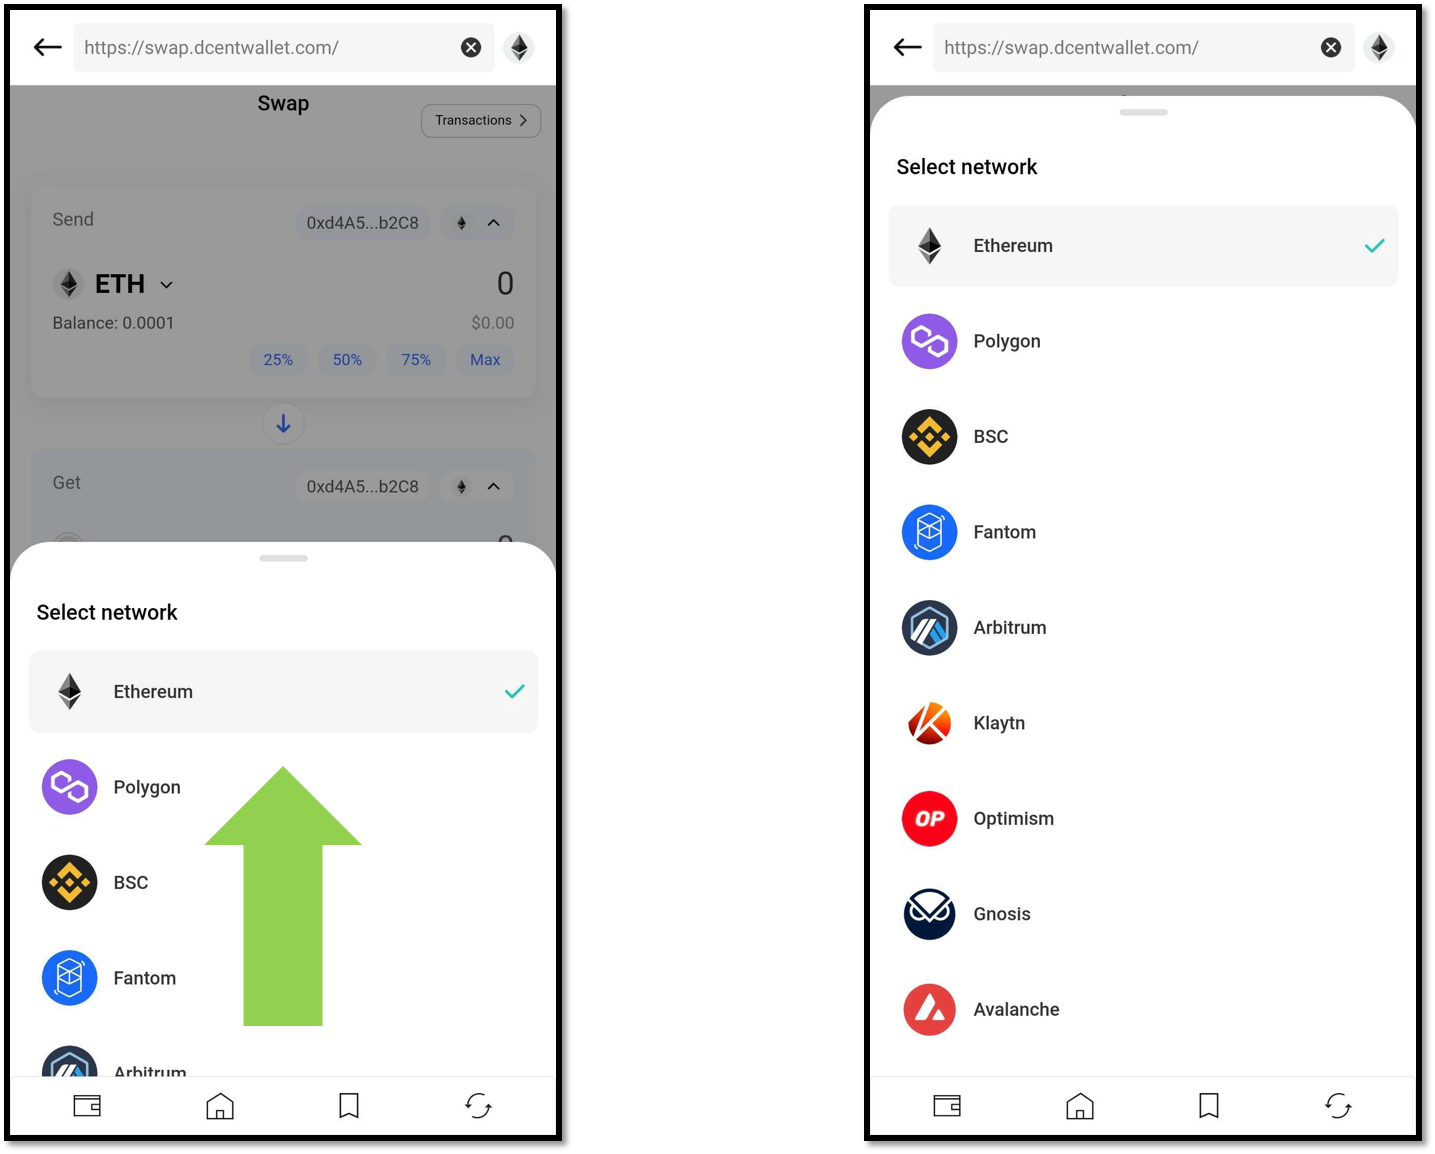 https://swap.dcentwallet.com/
Swap
Transactions
Send
0xd4A5...b2C8
ETH
0
Balance: 0.0001
$0.00
25%
50%
75%
Max
Get
0xd4A5...b2C8
Select network
Ethereum
Polygon
BSC
Fantom
Arbitrum
https://swap.dcentwallet.com/
Select network
Ethereum
Polygon
BSC
Fantom
Arbitrum
Klaytn
OP
Optimism
Gnosis
Avalanche